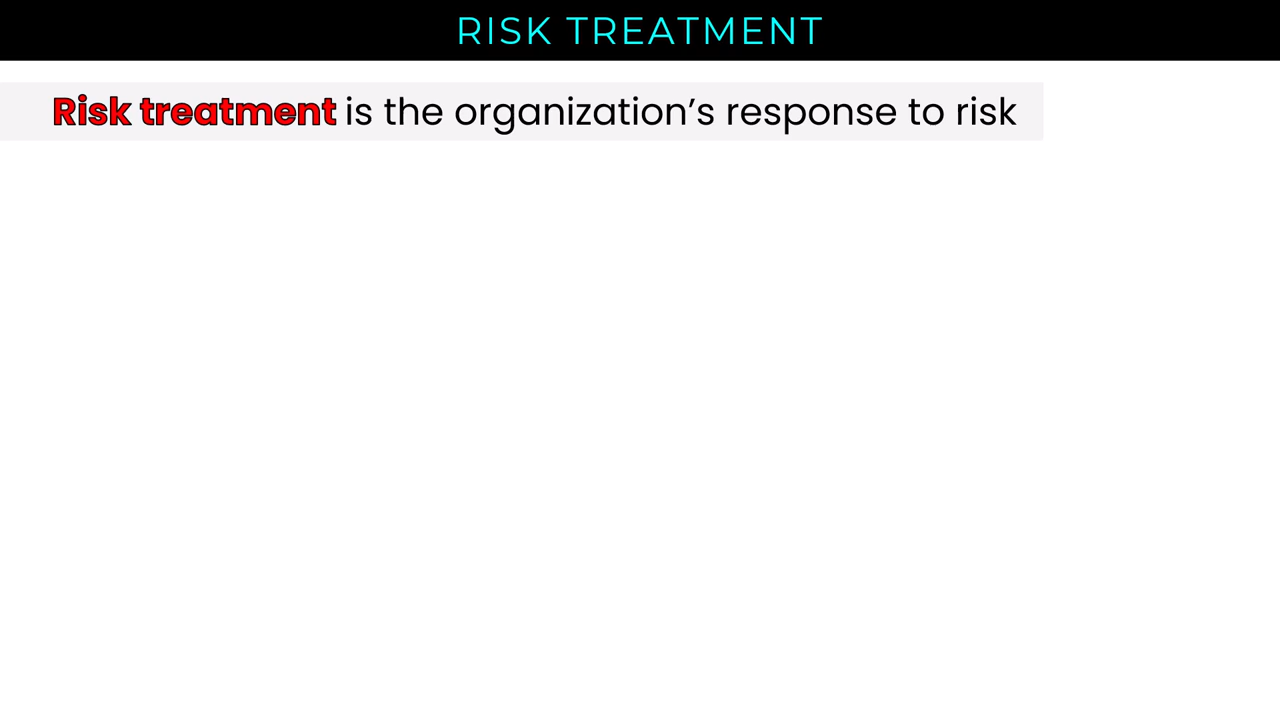 RISK TREATMENT
Risk treatment is the organization’s response to risk